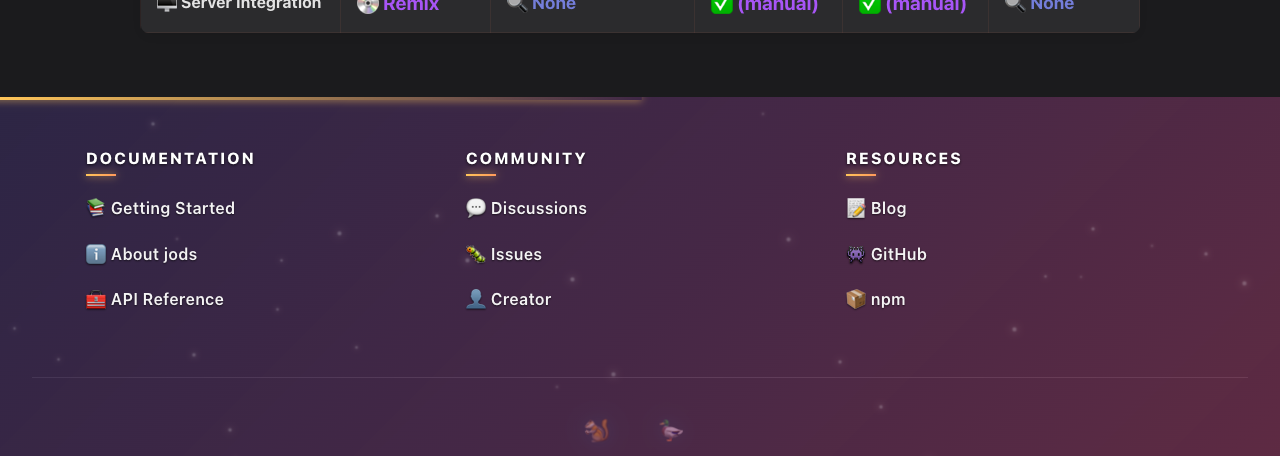 Server Integration Remix None (manual) (manual) None
DOCUMENTATION COMMUNITY RESOURCES
Getting Started Discussions Blog
About jods Issues GitHub
API Reference Creator npm